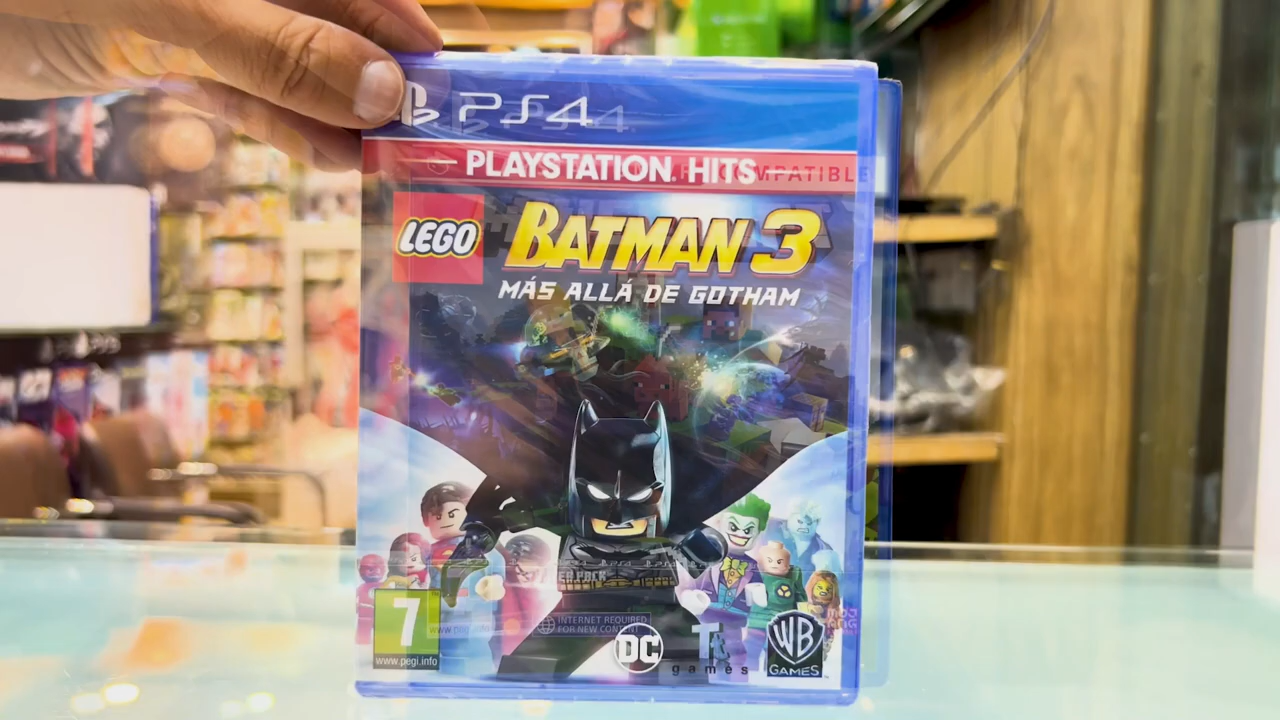 PS4
PLAYSTATION HITS
COMPATIBLE
LEGO
BATMAN 3
MÁS ALLÁ DE GOTHAM
7
www.pegi.info
INTERNET REQUIRED
FOR NEW CONTENT
DC
Tt
games
WB
GAMES